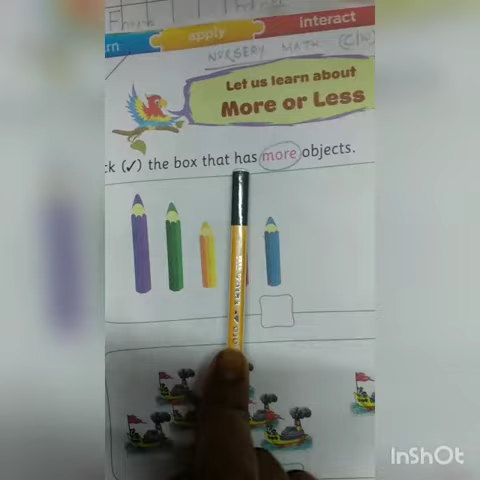 apply
interact
NURSERY MATH (C/W)
Let us learn about
More or Less
(✓) the box that has more objects.
InShOt